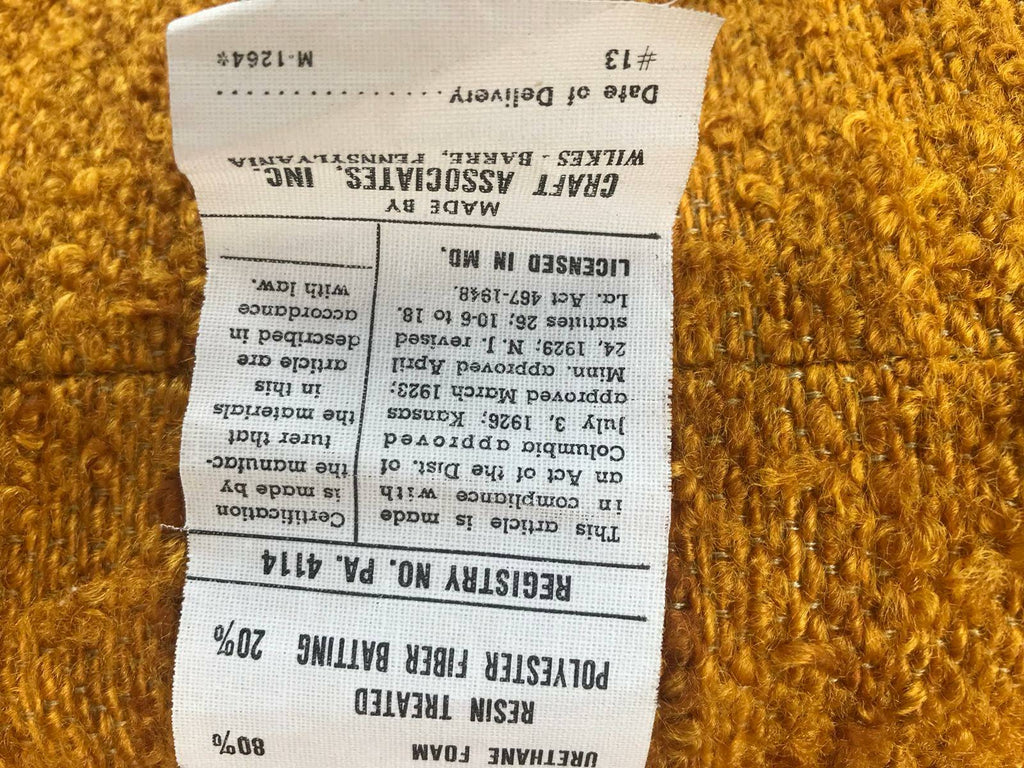 URETHANE FOAM 80%
RESIN TREATED
POLYESTER FIBER BATTING 20%
REGISTRY NO. PA. 4114
This article is made
in compliance with
an Act of the Dist. of
Columbia approved
July 3, 1926; Kansas
approved March 1923;
Minn. approved April
24, 1929; N. J. revised
statutes 26; 10-6 to 18.
La. Act 467-1948.
LICENSED IN MD.
Certification
is made by
the manufac-
turer that
the materials
in this
article are
described in
accordance
with law.
MADE BY
CRAFT ASSOCIATES, INC.
WILKES - BARRE, PENNSYLVANIA
Date of Delivery..............
#13 M-1264*